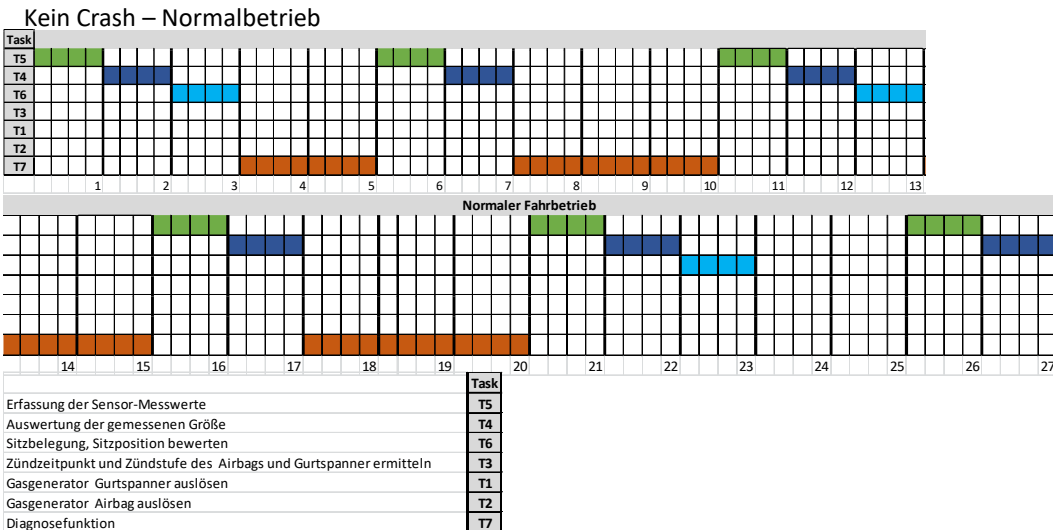 Kein Crash – Normalbetrieb
Task
T5
T4
T6
T3
T1
T2
T7
1 2 3 4 5 6 7 8 9 10 11 12 13
Normaler Fahrbetrieb
14 15 16 17 18 19 20 21 22 23 24 25 26 27
Task
Erfassung der Sensor-Messwerte T5
Auswertung der gemessenen Größe T4
Sitzbelegung, Sitzposition bewerten T6
Zündzeitpunkt und Zündstufe des Airbags und Gurtspanner ermitteln T3
Gasgenerator Gurtspanner auslösen T1
Gasgenerator Airbag auslösen T2
Diagnosefunktion T7